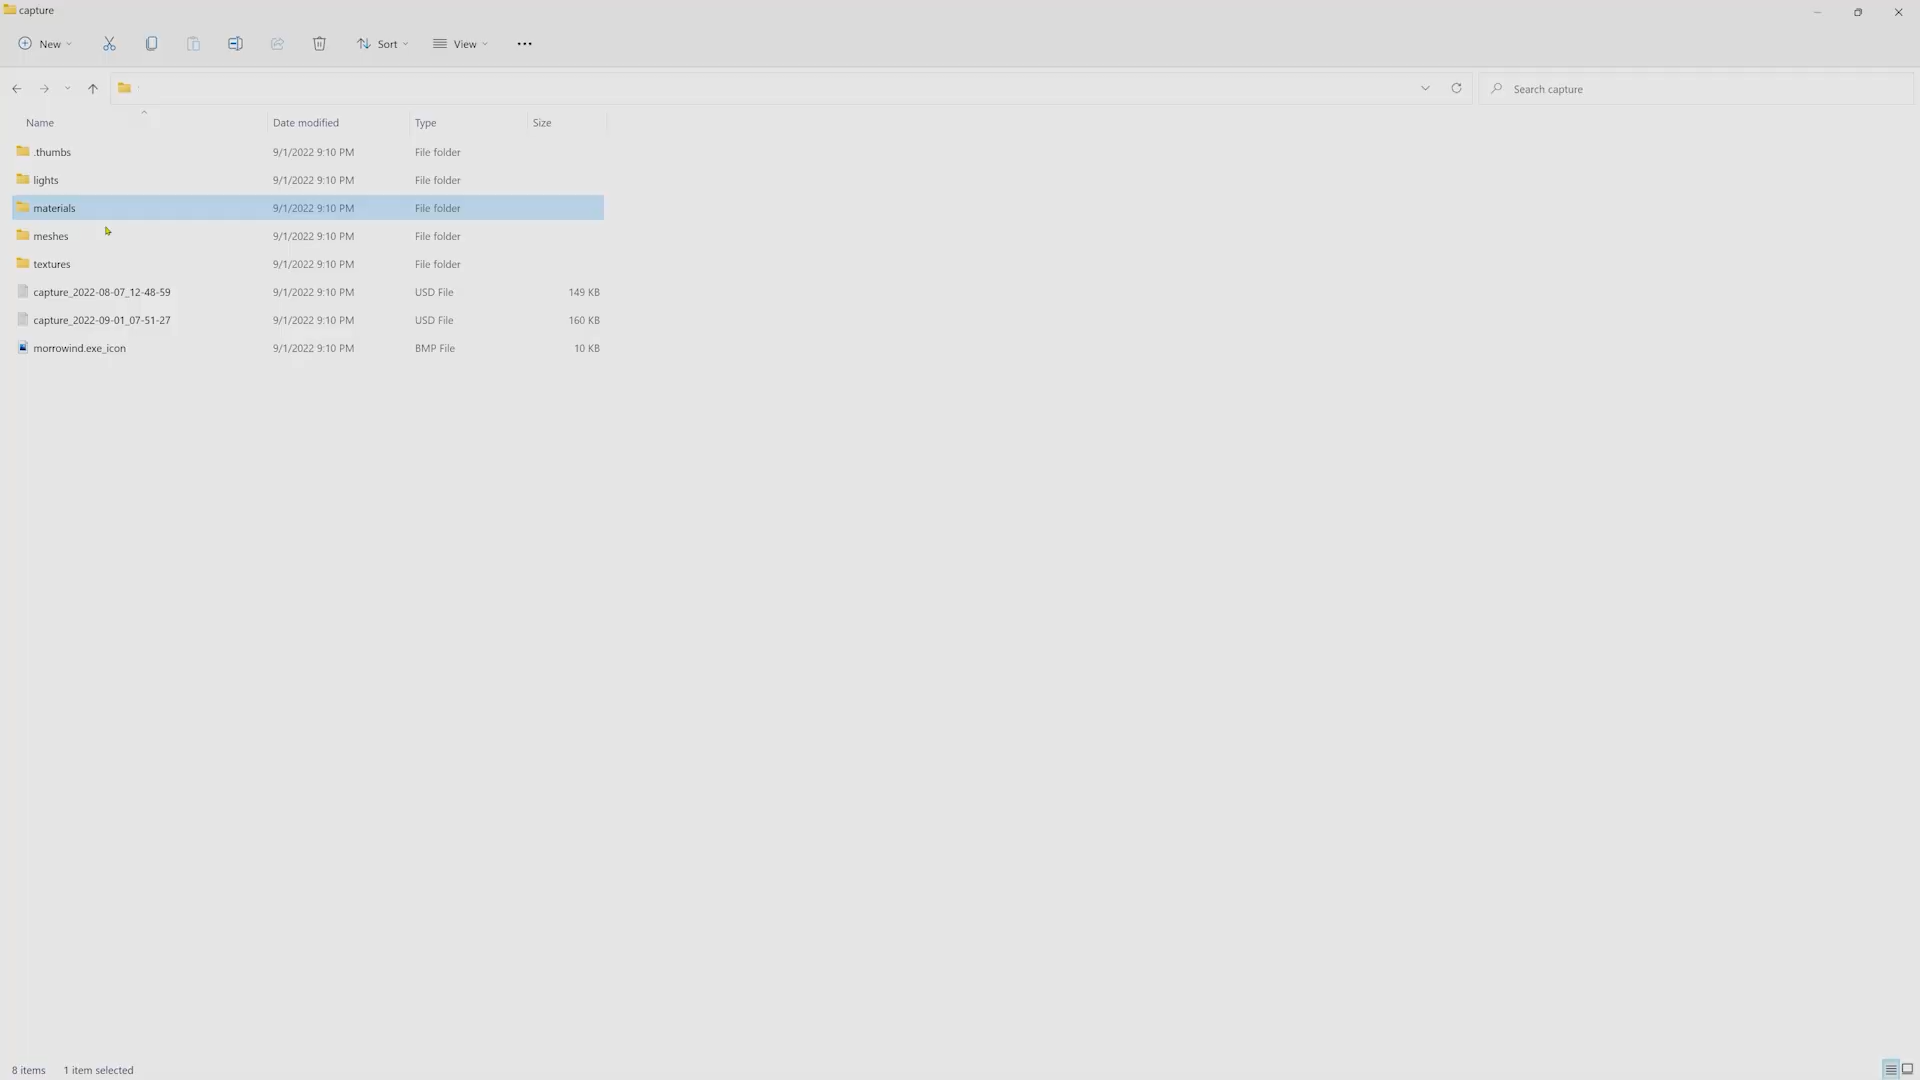 capture
New Sort View
Search capture
Name Date modified Type Size
.thumbs 9/1/2022 9:10 PM File folder
lights 9/1/2022 9:10 PM File folder
materials 9/1/2022 9:10 PM File folder
meshes 9/1/2022 9:10 PM File folder
textures 9/1/2022 9:10 PM File folder
capture_2022-08-07_12-48-59 9/1/2022 9:10 PM USD File 149 KB
capture_2022-09-01_07-51-27 9/1/2022 9:10 PM USD File 160 KB
morrowind.exe_icon 9/1/2022 9:10 PM BMP File 10 KB
8 items 1 item selected